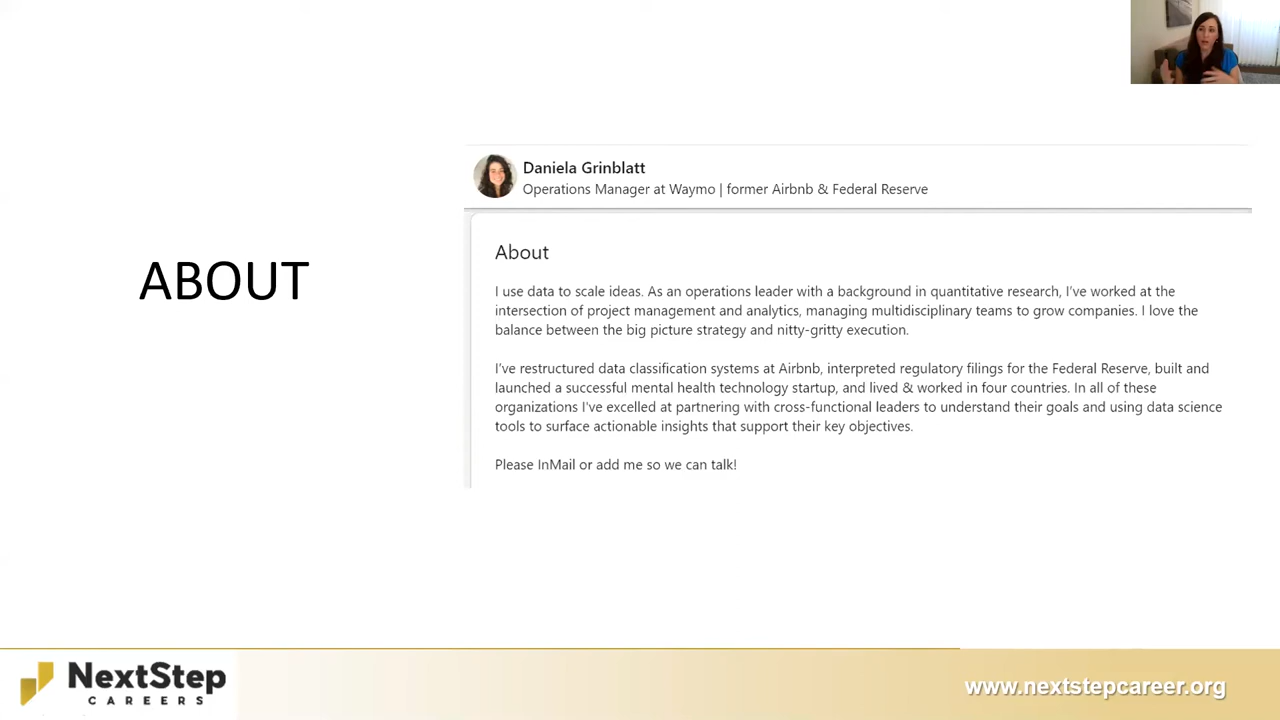 ABOUT
Daniela Grinblatt
Operations Manager at Waymo | former Airbnb & Federal Reserve
About
I use data to scale ideas. As an operations leader with a background in quantitative research, I've worked at the
intersection of project management and analytics, managing multidisciplinary teams to grow companies. I love the
balance between the big picture strategy and nitty-gritty execution.
I've restructured data classification systems at Airbnb, interpreted regulatory filings for the Federal Reserve, built and
launched a successful mental health technology startup, and lived & worked in four countries. In all of these
organizations I've excelled at partnering with cross-functional leaders to understand their goals and using data science
tools to surface actionable insights that support their key objectives.
Please InMail or add me so we can talk!
NextStep
CAREERS
www.nextstepcareer.org